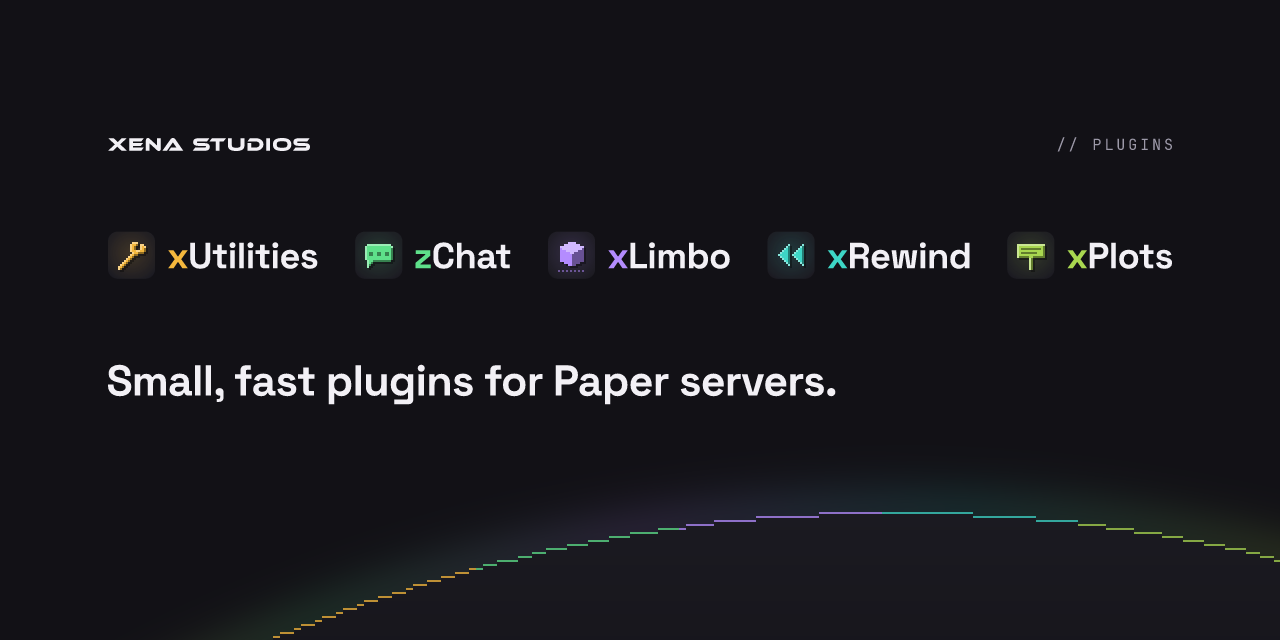 XENA STUDIOS
// PLUGINS
xUtilities zChat xLimbo xRewind xPlots
Small, fast plugins for Paper servers.